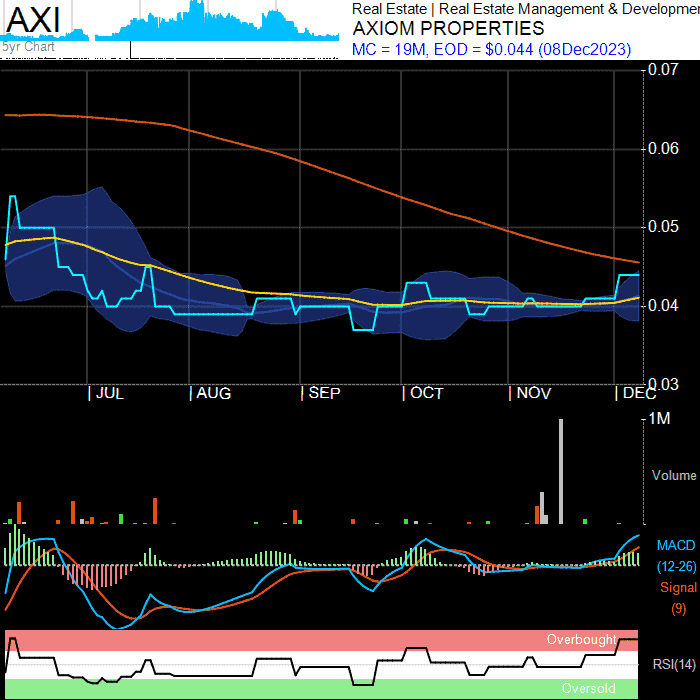 AXI
5yr Chart
Real Estate | Real Estate Management & Developmen
AXIOM PROPERTIES
MC = 19M, EOD = $0.044 (08Dec2023)
0.07
0.06
0.05
0.04
0.03
JUL AUG SEP OCT NOV DEC
1M
Volume
MACD
(12-26)
Signal
(9)
Overbought
RSI(14)
Oversold